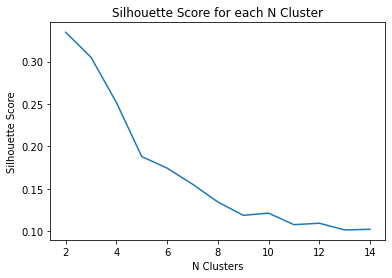 Silhouette Score for each N Cluster
Silhouette Score
0.30
0.25
0.20
0.15
0.10
2 4 6 8 10 12 14
N Clusters